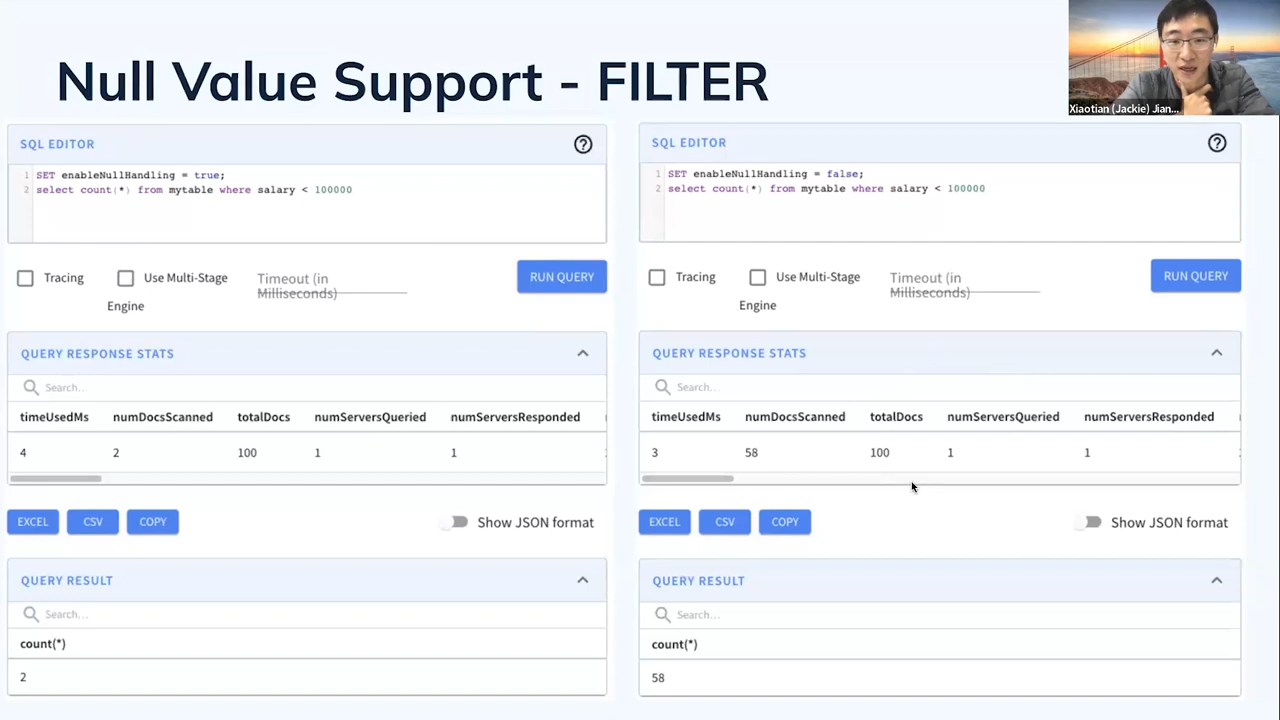 Null Value Support - FILTER
Xiaotian (Jackie) Jian...
SQL EDITOR
1 SET enableNullHandling = true;
2 select count(*) from mytable where salary < 100000
Tracing
Use Multi-Stage
Engine
Timeout (in
Milliseconds)
RUN QUERY
QUERY RESPONSE STATS
Search...
timeUsedMs numDocsScanned totalDocs numServersQueried numServersResponded
4 2 100 1 1
EXCEL CSV COPY
Show JSON format
QUERY RESULT
Search...
count(*)
2
SQL EDITOR
1 SET enableNullHandling = false;
2 select count(*) from mytable where salary < 100000
Tracing
Use Multi-Stage
Engine
Timeout (in
Milliseconds)
RUN QUERY
QUERY RESPONSE STATS
Search...
timeUsedMs numDocsScanned totalDocs numServersQueried numServersResponded
3 58 100 1 1
EXCEL CSV COPY
Show JSON format
QUERY RESULT
Search...
count(*)
58